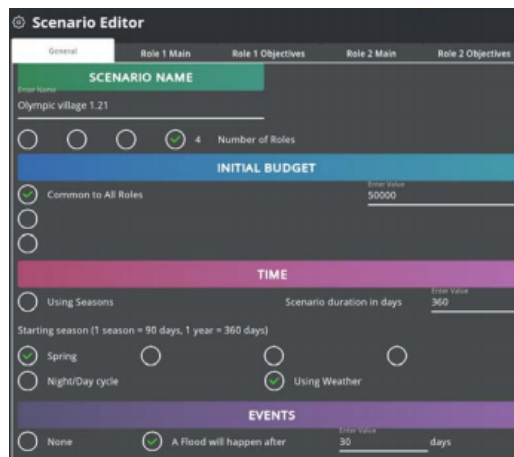 Scenario Editor
General Role 1 Main Role 1 Objectives Role 2 Main Role 2 Objectives
SCENARIO NAME
Enter Name
Olympic village 1.21
4 Number of Roles
INITIAL BUDGET
Common to All Roles
Enter Value
50000
TIME
Using Seasons Scenario duration in days
Enter Value
360
Starting season (1 season = 90 days, 1 year = 360 days)
Spring
Night/Day cycle Using Weather
EVENTS
None A Flood will happen after
Enter Value
30 days